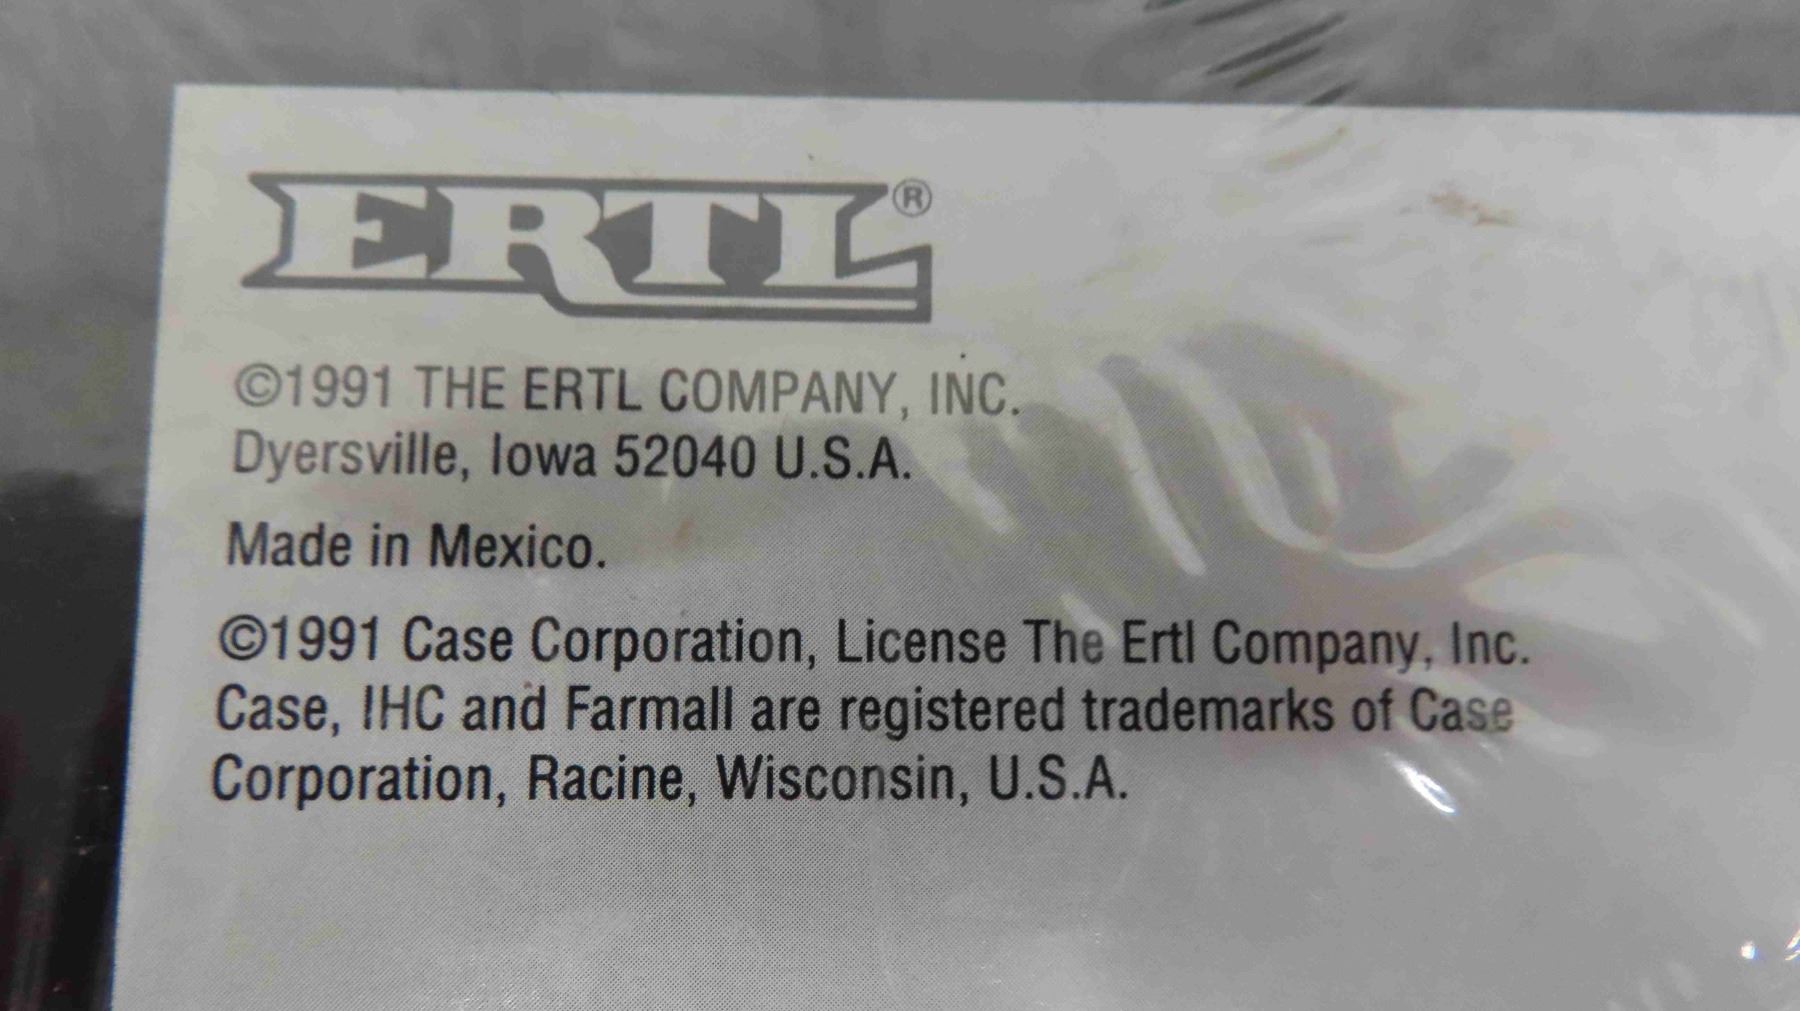 ERTL®
©1991 THE ERTL COMPANY, INC.
Dyersville, Iowa 52040 U.S.A.
Made in Mexico.
©1991 Case Corporation, License The Ertl Company, Inc.
Case, IHC and Farmall are registered trademarks of Case
Corporation, Racine, Wisconsin, U.S.A.